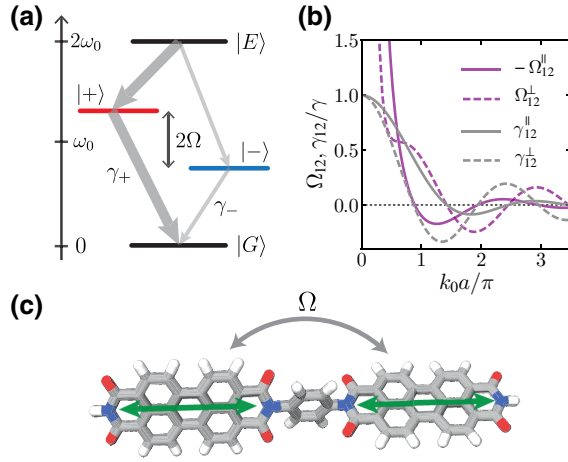 (a)
2ω₀
|E⟩
|+⟩
ω₀
2Ω
|−⟩
γ₊
γ₋
0
|G⟩
(b)
Ω₁₂, γ₁₂/γ
1.5
1.0
0.5
0.0
−Ω₁₂^∥
Ω₁₂^⊥
γ₁₂^∥
γ₁₂^⊥
0 1 2 3
k₀a/π
(c)
Ω